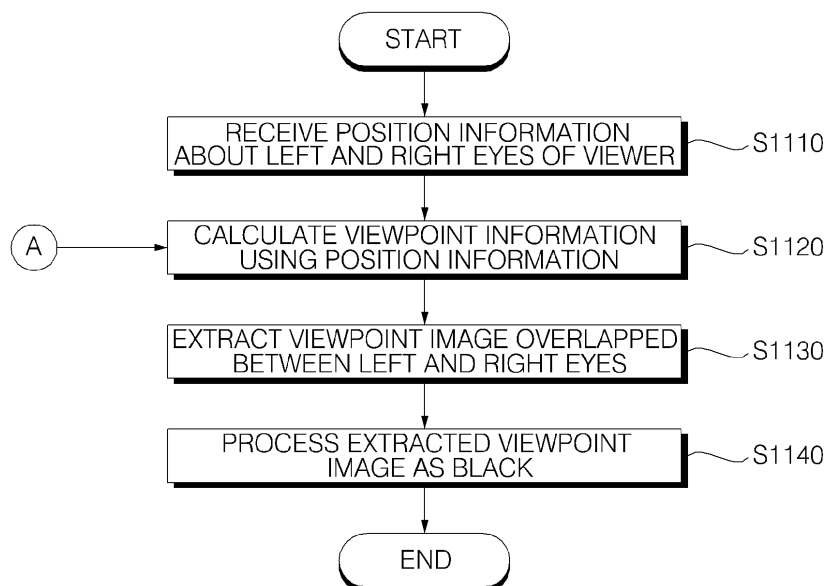 START
RECEIVE POSITION INFORMATION
ABOUT LEFT AND RIGHT EYES OF VIEWER
S1110
A
CALCULATE VIEWPOINT INFORMATION
USING POSITION INFORMATION
S1120
EXTRACT VIEWPOINT IMAGE OVERLAPPED
BETWEEN LEFT AND RIGHT EYES
S1130
PROCESS EXTRACTED VIEWPOINT
IMAGE AS BLACK
S1140
END